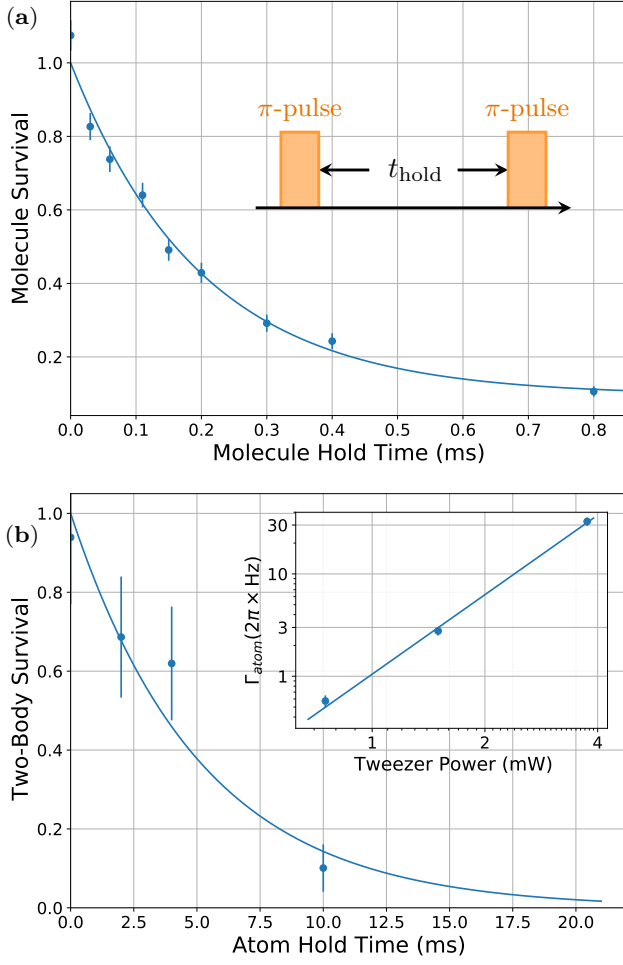 (a)
Molecule Survival
1.0
0.8
0.6
0.4
0.2
π-pulse π-pulse
t_hold
0.0 0.1 0.2 0.3 0.4 0.5 0.6 0.7 0.8
Molecule Hold Time (ms)
(b)
Two-Body Survival
1.0
0.8
0.6
0.4
0.2
0.0
Γ_atom(2π × Hz)
30
10
3
1
1 2 4
Tweezer Power (mW)
0.0 2.5 5.0 7.5 10.0 12.5 15.0 17.5 20.0
Atom Hold Time (ms)